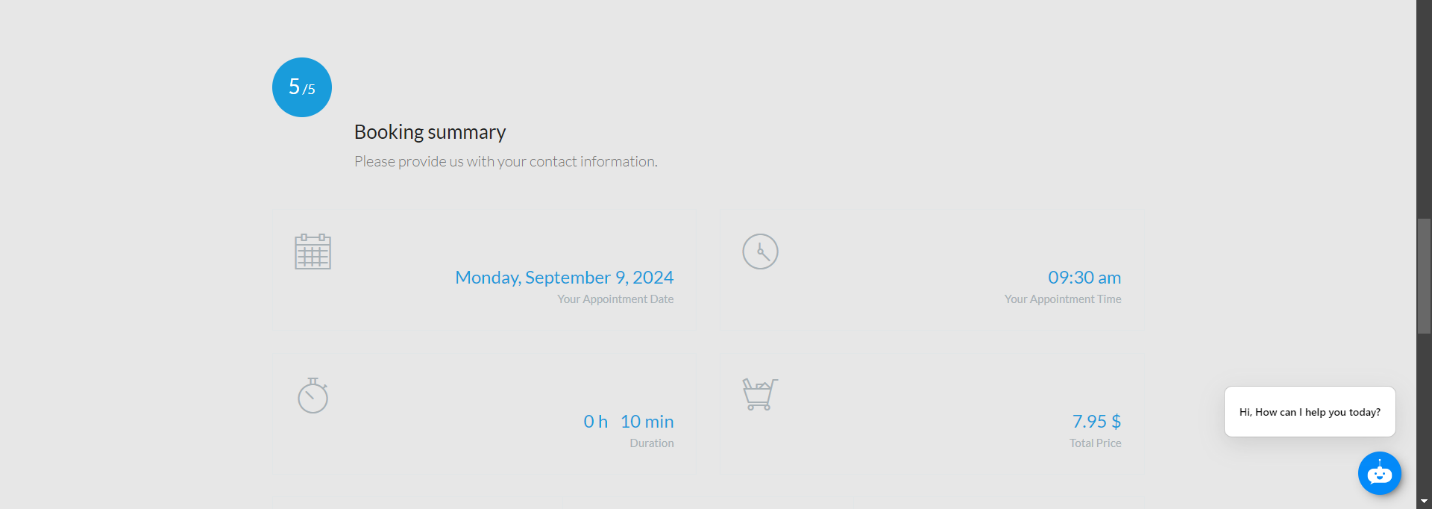 5/5
Booking summary
Please provide us with your contact information.
Monday, September 9, 2024
Your Appointment Date
09:30 am
Your Appointment Time
0 h 10 min
Duration
7.95 $
Total Price
Hi, How can I help you today?